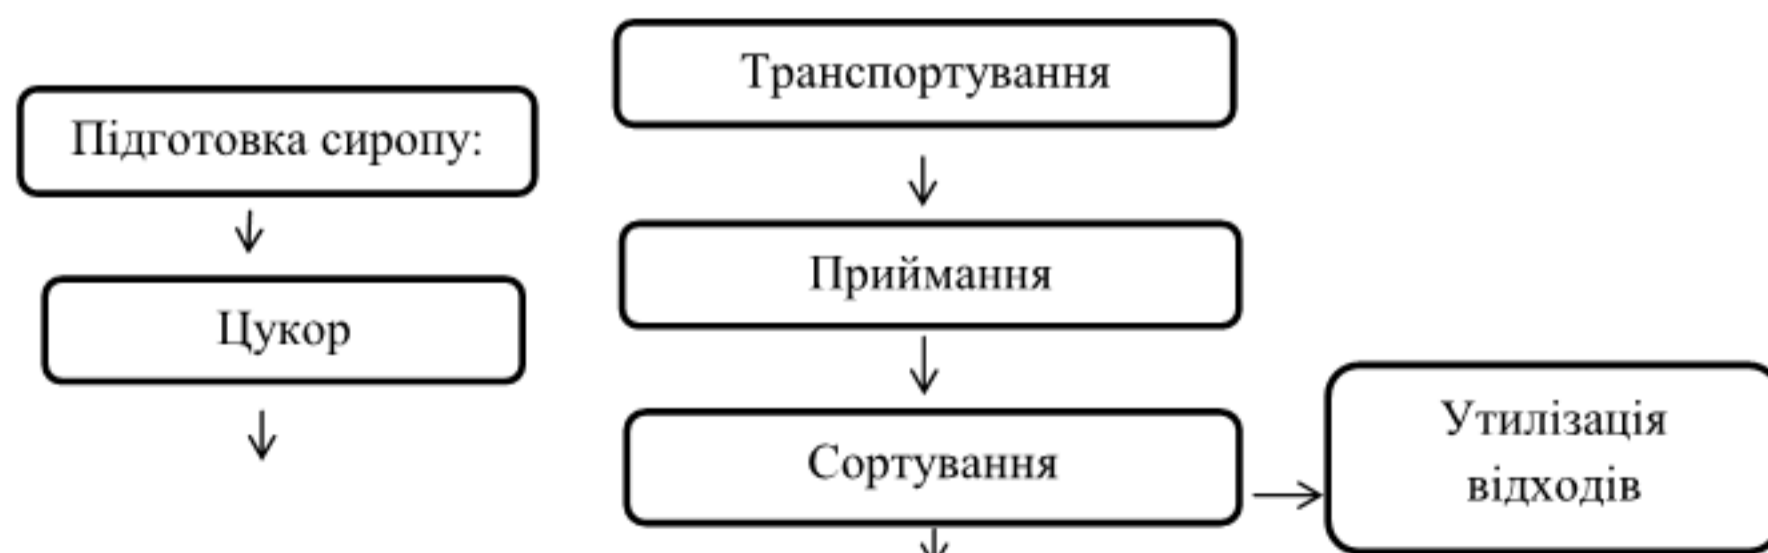 Транспортування
Підготовка сиропу:
Приймання
Цукор
Сортування
Утилізація
відходів